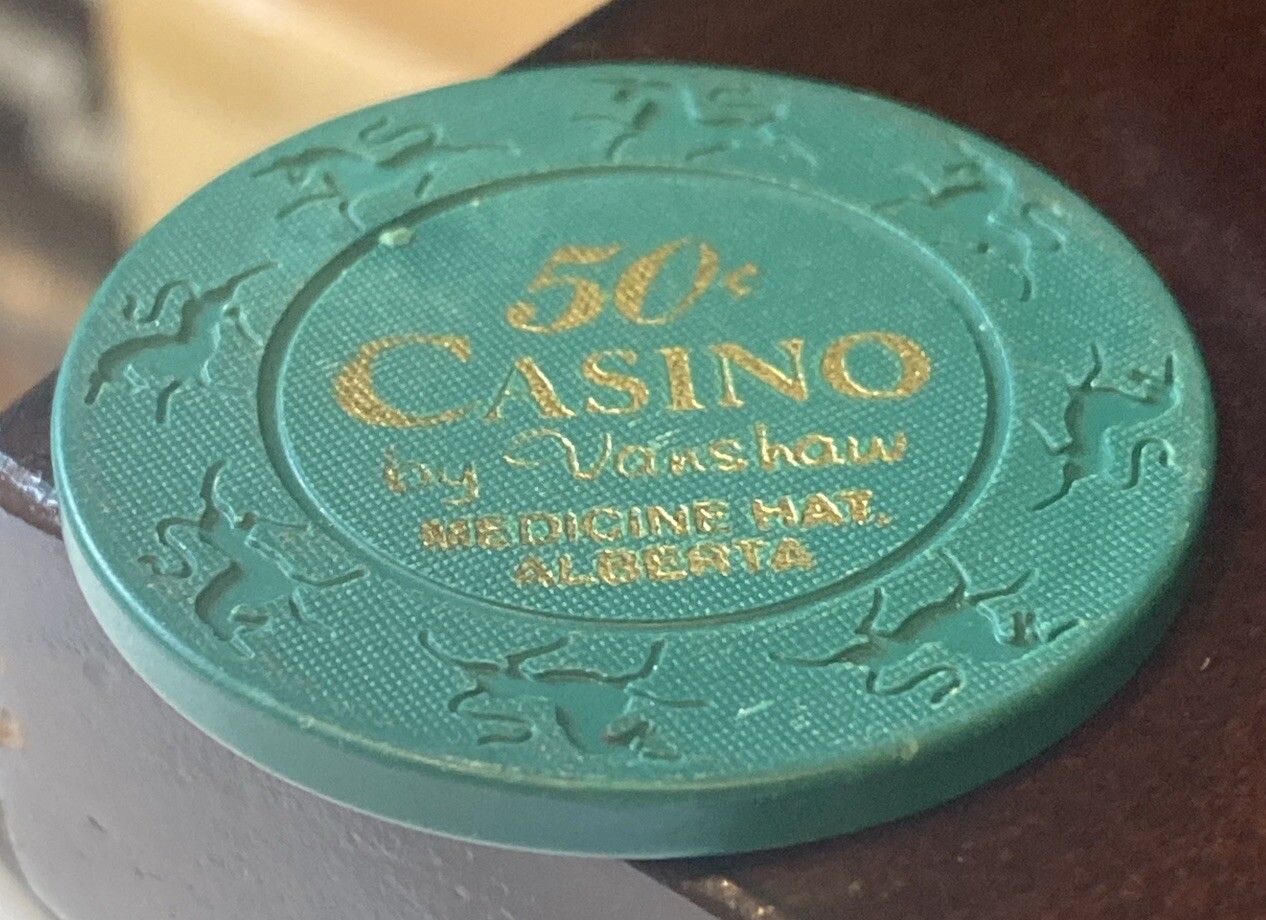 50¢
CASINO
by Vanshaw
MEDICINE HAT.
ALBERTA